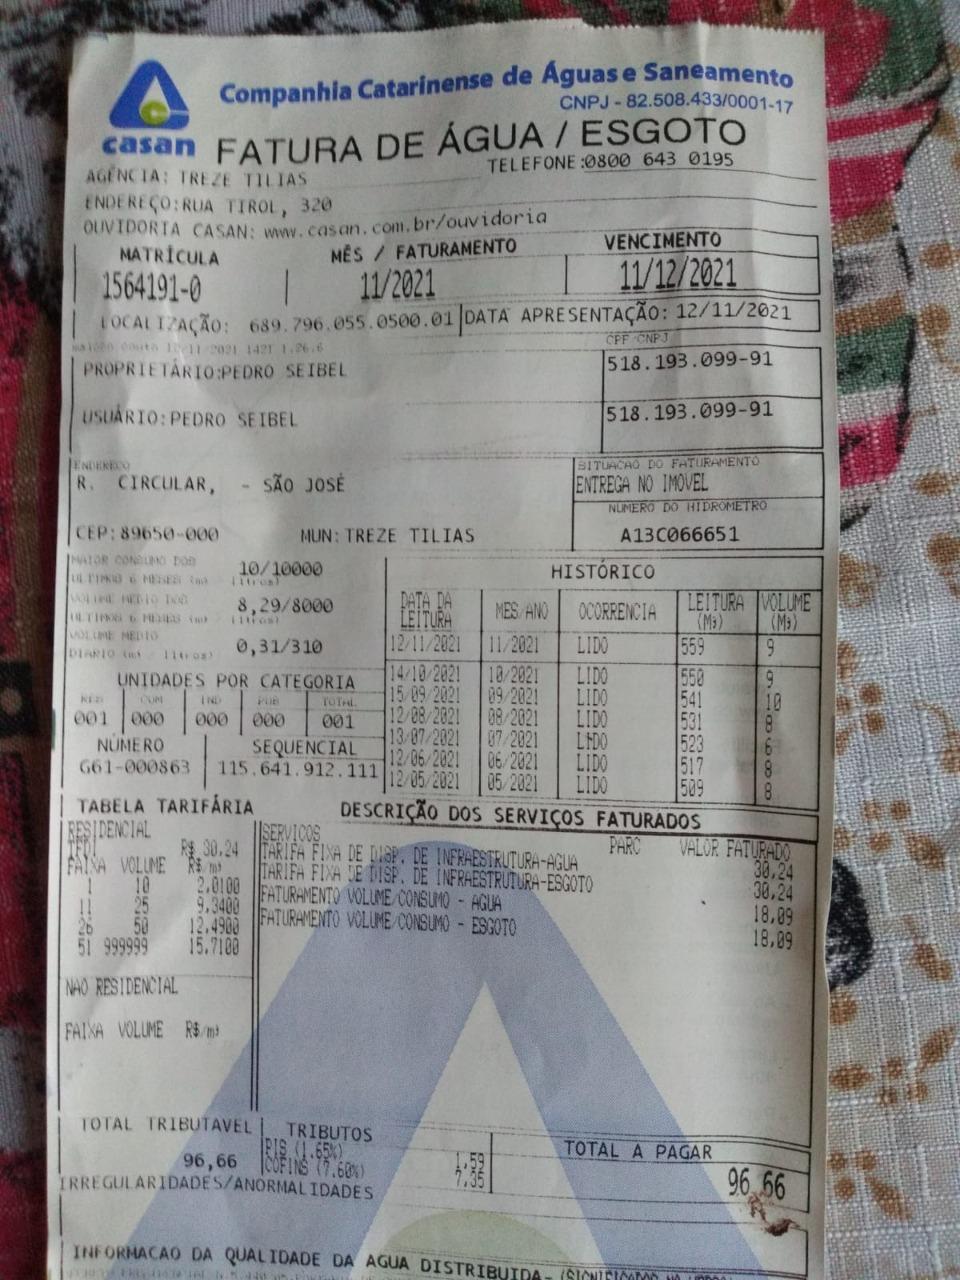 Companhia Catarinense de Águas e Saneamento
CNPJ - 82.508.433/0001-17
casan
FATURA DE ÁGUA / ESGOTO
TELEFONE:0800 643 0195
AGÊNCIA: TREZE TILIAS
ENDEREÇO:RUA TIROL, 320
OUVIDORIA CASAN: www.casan.com.br/ouvidoria
MATRÍCULA MÊS / FATURAMENTO VENCIMENTO
1564191-0 11/2021 11/12/2021
LOCALIZAÇÃO: 689.796.055.0500.01 DATA APRESENTAÇÃO: 12/11/2021
12/11/2021 1421 1.26.6
CPF/CNPJ
PROPRIETÁRIO:PEDRO SEIBEL 518.193.099-91
USUÁRIO:PEDRO SEIBEL 518.193.099-91
ENDEREÇO
R. CIRCULAR, - SÃO JOSÉ
SITUACAO DO FATURAMENTO
ENTREGA NO IMOVEL
NUMERO DO HIDROMETRO
CEP:89650-000 MUN:TREZE TILIAS A13C066651
MAIOR CONSUMO DOS
ULTIMOS 6 MESES (m³ / litros) 10/10000
VOLUME MEDIO DOS
ULTIMOS 6 MESES (m³ / litros) 8,29/8000
VOLUME MEDIO
DIARIO (m³ / litros) 0,31/310
UNIDADES POR CATEGORIA
RES COM IND PUB TOTAL
001 000 000 000 001
NÚMERO SEQUENCIAL
G61-000863 115.641.912.111
HISTÓRICO
DATA DA LEITURA MES/ANO OCORRENCIA LEITURA (M³) VOLUME (M³)
12/11/2021 11/2021 LIDO 559 9
14/10/2021 10/2021 LIDO 550 9
15/09/2021 09/2021 LIDO 541 10
12/08/2021 08/2021 LIDO 531 8
13/07/2021 07/2021 LIDO 523 6
12/06/2021 06/2021 LIDO 517 8
12/05/2021 05/2021 LIDO 509 8
TABELA TARIFÁRIA
RESIDENCIAL
TFDI R$ 30,24
FAIXA VOLUME R$/m³
1 10 2,0100
11 25 9,3400
26 50 12,4900
51 999999 15,7100
NAO RESIDENCIAL
FAIXA VOLUME R$/m³
DESCRIÇÃO DOS SERVIÇOS FATURADOS
SERVICOS PARC VALOR FATURADO
TARIFA FIXA DE DISP. DE INFRAESTRUTURA-AGUA 30,24
TARIFA FIXA DE DISP. DE INFRAESTRUTURA-ESGOTO 30,24
FATURAMENTO VOLUME/CONSUMO - AGUA 18,09
FATURAMENTO VOLUME/CONSUMO - ESGOTO 18,09
TOTAL TRIBUTAVEL TRIBUTOS TOTAL A PAGAR
96,66 PIS (1.65%) 1,59
COFINS (7.60%) 7,35 96,66
IRREGULARIDADES/ANORMALIDADES
INFORMACAO DA QUALIDADE DA AGUA DISTRIBUIDA-